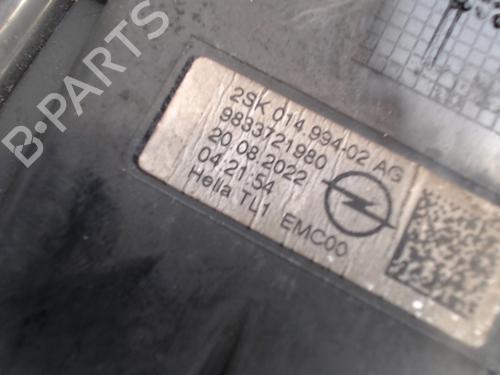 B-PARTS
2SK 014 994-02 AG
9833721980
20.08.2022
04:21:54
Hella TL1 EMC00